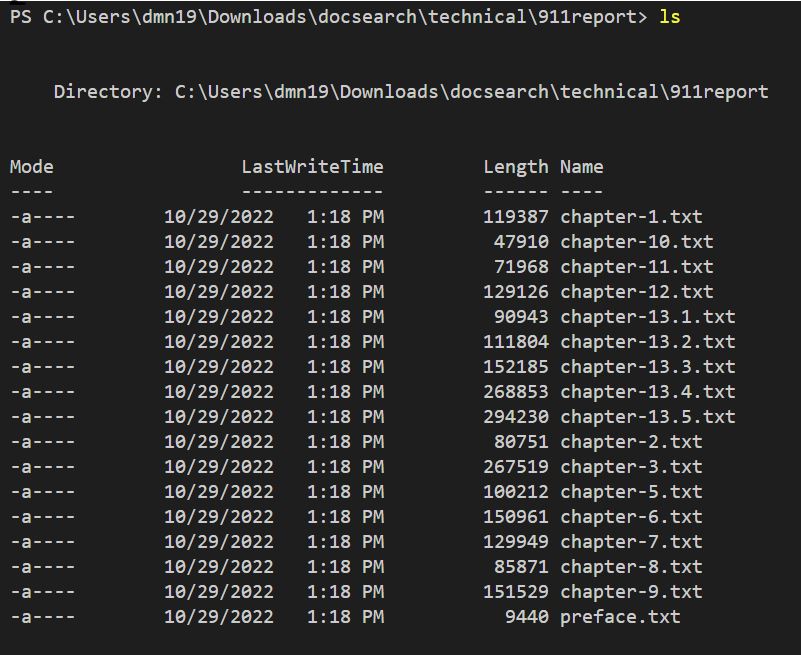 PS C:\Users\dmn19\Downloads\docsearch\technical\911report> ls
Directory: C:\Users\dmn19\Downloads\docsearch\technical\911report
Mode                 LastWriteTime         Length Name
----                 -------------         ------ ----
-a----        10/29/2022   1:18 PM         119387 chapter-1.txt
-a----        10/29/2022   1:18 PM          47910 chapter-10.txt
-a----        10/29/2022   1:18 PM          71968 chapter-11.txt
-a----        10/29/2022   1:18 PM         129126 chapter-12.txt
-a----        10/29/2022   1:18 PM          90943 chapter-13.1.txt
-a----        10/29/2022   1:18 PM         111804 chapter-13.2.txt
-a----        10/29/2022   1:18 PM         152185 chapter-13.3.txt
-a----        10/29/2022   1:18 PM         268853 chapter-13.4.txt
-a----        10/29/2022   1:18 PM         294230 chapter-13.5.txt
-a----        10/29/2022   1:18 PM          80751 chapter-2.txt
-a----        10/29/2022   1:18 PM         267519 chapter-3.txt
-a----        10/29/2022   1:18 PM         100212 chapter-5.txt
-a----        10/29/2022   1:18 PM         150961 chapter-6.txt
-a----        10/29/2022   1:18 PM         129949 chapter-7.txt
-a----        10/29/2022   1:18 PM          85871 chapter-8.txt
-a----        10/29/2022   1:18 PM         151529 chapter-9.txt
-a----        10/29/2022   1:18 PM           9440 preface.txt